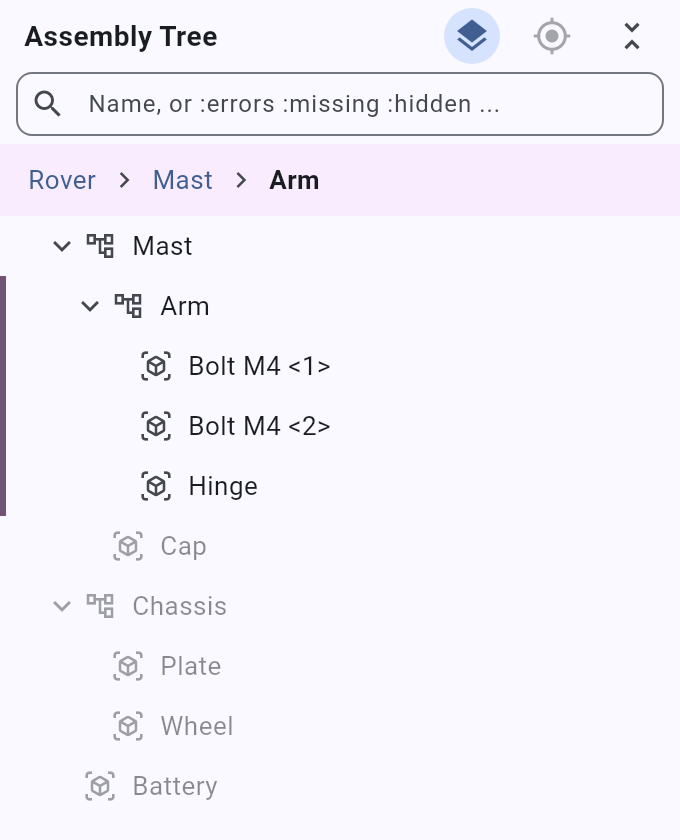 Assembly Tree
Name, or :errors :missing :hidden ...
Rover > Mast > Arm
Mast
Arm
Bolt M4 <1>
Bolt M4 <2>
Hinge
Cap
Chassis
Plate
Wheel
Battery